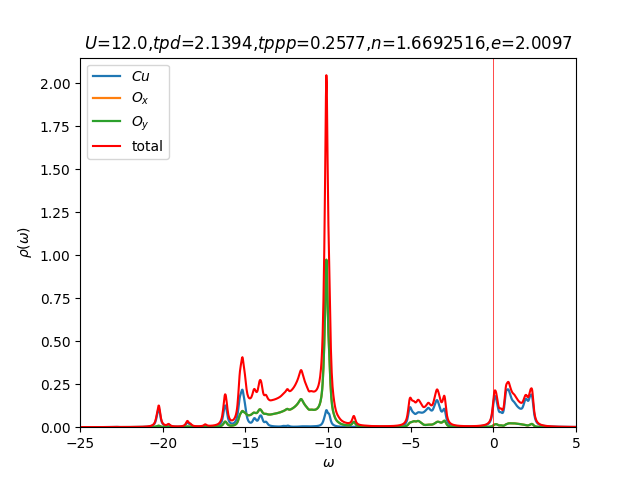 U=12.0,tpd=2.1394,tppp=0.2577,n=1.6692516,e=2.0097
2.00
1.75
1.50
1.25
1.00
0.75
0.50
0.25
0.00
ρ(ω)
Cu
Oₓ
O_y
total
−25 −20 −15 −10 −5 0 5
ω